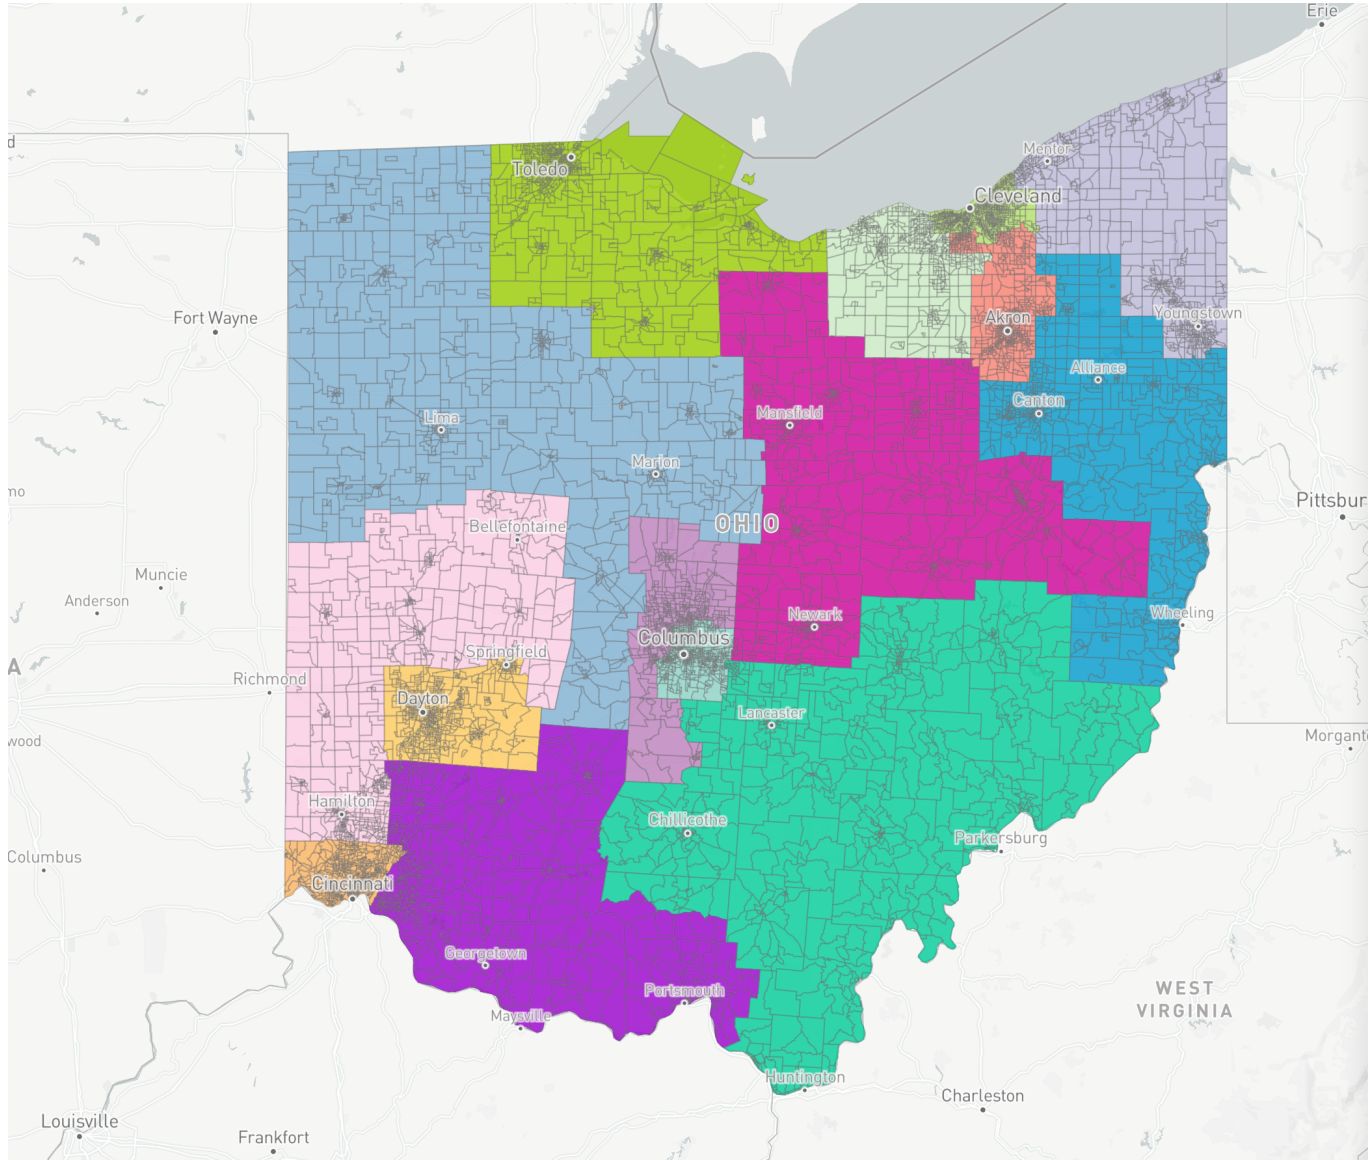 Erie
d
Toledo
Mentor
Cleveland
Fort Wayne
Akron
Youngstown
Alliance
Lima
Mansfield
Canton
Marion
mo
Pittsbur
OHIO
Bellefontaine
Muncie
Anderson
Newark
Wheeling
Columbus
Springfield
A
Richmond
Dayton
Lancaster
wood
Morgant
Hamilton
Chillicothe
Parkersburg
Columbus
Cincinnati
Georgetown
Portsmouth
WEST
VIRGINIA
Maysville
Huntington
Charleston
Louisville
Frankfort